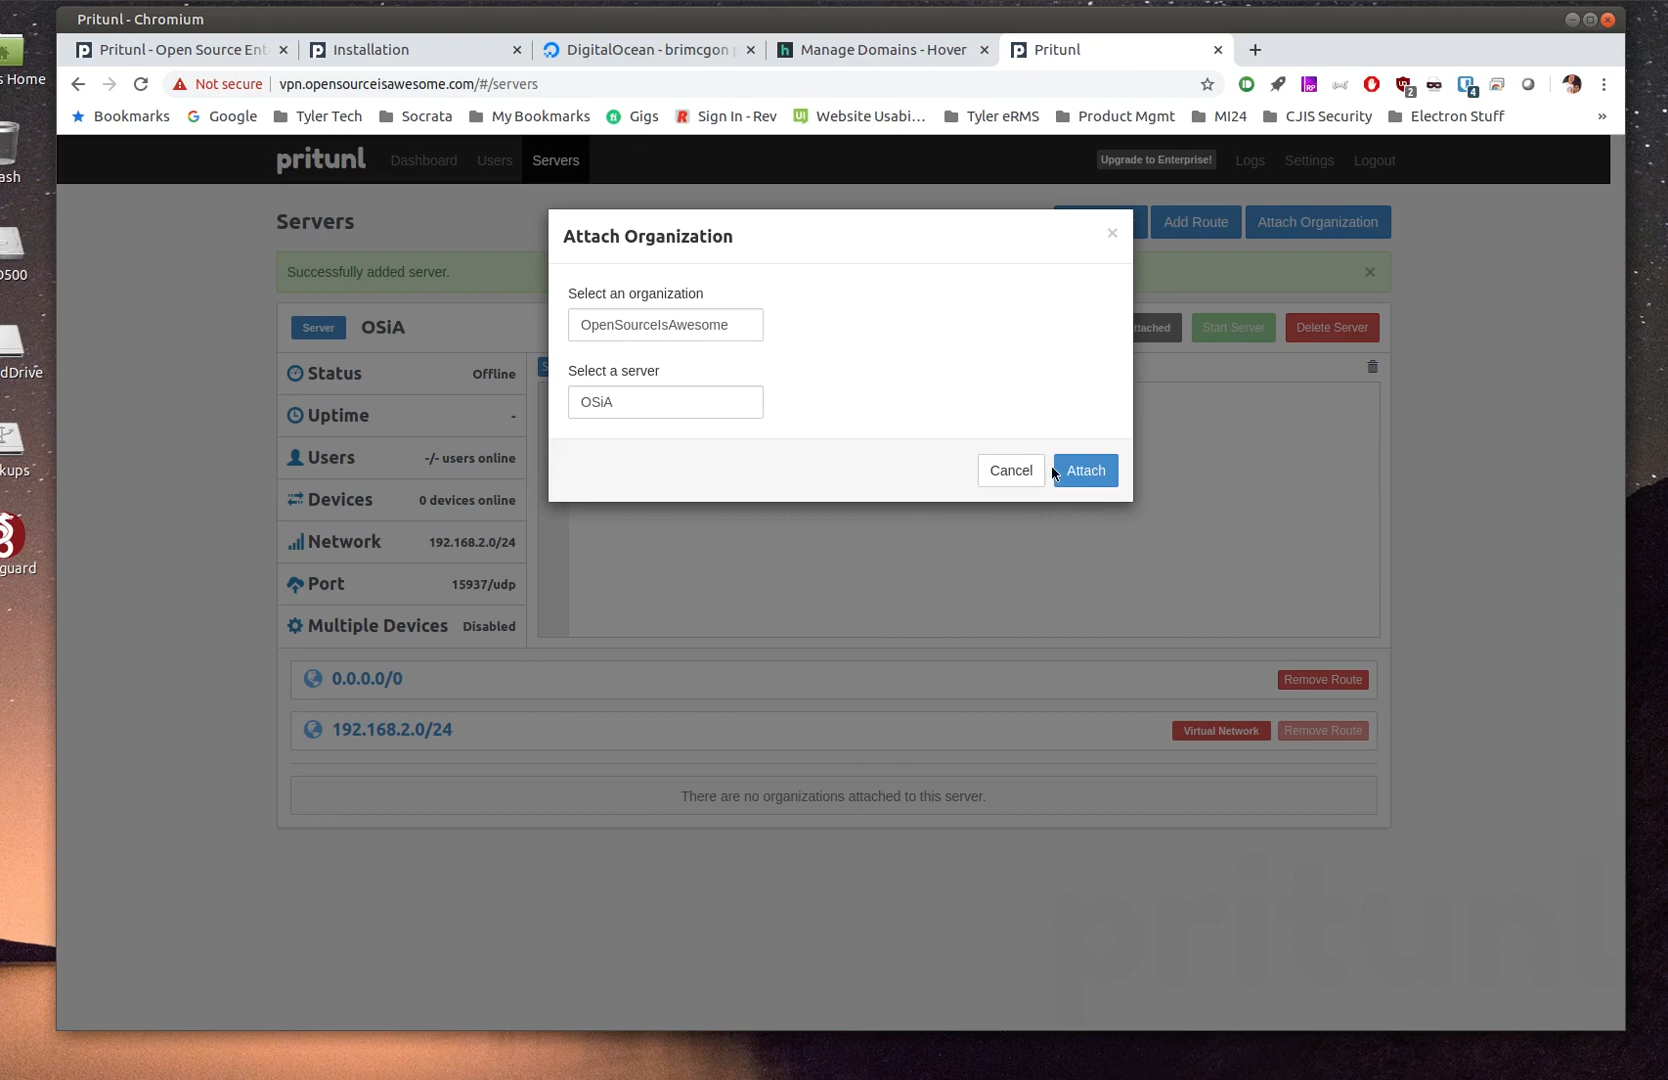 Pritunl - Chromium
Pritunl - Open Source Ent
Installation
DigitalOcean - brimcgon p
Manage Domains - Hover
Pritunl
Not secure | vpn.opensourceisawesome.com/#/servers
2
4
Bookmarks
Google
Tyler Tech
Socrata
My Bookmarks
Gigs
Sign In - Rev
Website Usabi...
Tyler eRMS
Product Mgmt
MI24
CJIS Security
Electron Stuff
»
pritunl
Dashboard
Users
Servers
Upgrade to Enterprise!
Logs
Settings
Logout
Servers
Add Route
Attach Organization
Successfully added server.
Server
OSiA
ttached
Start Server
Delete Server
Status
Offline
Uptime
-
Users
-/- users online
Devices
0 devices online
Network
192.168.2.0/24
Port
15937/udp
Multiple Devices
Disabled
Attach Organization
Select an organization
OpenSourceIsAwesome
Select a server
OSiA
Cancel
Attach
0.0.0.0/0
Remove Route
192.168.2.0/24
Virtual Network
Remove Route
There are no organizations attached to this server.
pritunl
s Home
ash
0500
dDrive
kups
guard